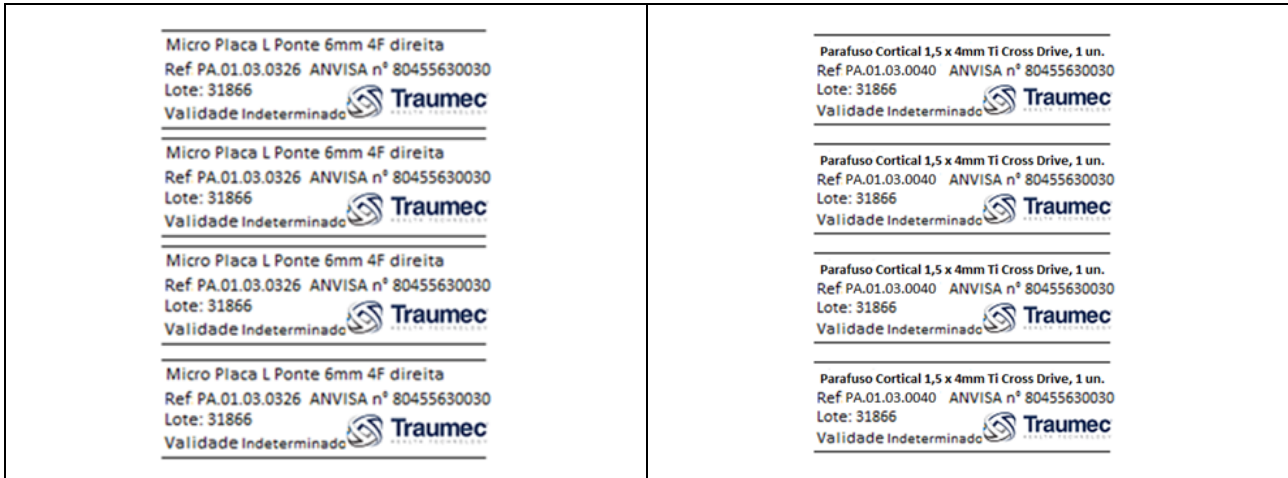 Micro Placa L Ponte 6mm 4F direita
Ref: PA.01.03.0326 ANVISA nº 80455630030
Lote: 31866
Validade Indeterminado Traumec
Micro Placa L Ponte 6mm 4F direita
Ref: PA.01.03.0326 ANVISA nº 80455630030
Lote: 31866
Validade Indeterminado Traumec
Micro Placa L Ponte 6mm 4F direita
Ref: PA.01.03.0326 ANVISA nº 80455630030
Lote: 31866
Validade Indeterminado Traumec
Micro Placa L Ponte 6mm 4F direita
Ref: PA.01.03.0326 ANVISA nº 80455630030
Lote: 31866
Validade Indeterminado Traumec
Parafuso Cortical 1,5 x 4mm Ti Cross Drive, 1 un.
Ref: PA.01.03.0040 ANVISA nº 80455630030
Lote: 31866
Validade Indeterminado Traumec
Parafuso Cortical 1,5 x 4mm Ti Cross Drive, 1 un.
Ref: PA.01.03.0040 ANVISA nº 80455630030
Lote: 31866
Validade Indeterminado Traumec
Parafuso Cortical 1,5 x 4mm Ti Cross Drive, 1 un.
Ref: PA.01.03.0040 ANVISA nº 80455630030
Lote: 31866
Validade Indeterminado Traumec
Parafuso Cortical 1,5 x 4mm Ti Cross Drive, 1 un.
Ref: PA.01.03.0040 ANVISA nº 80455630030
Lote: 31866
Validade Indeterminado Traumec